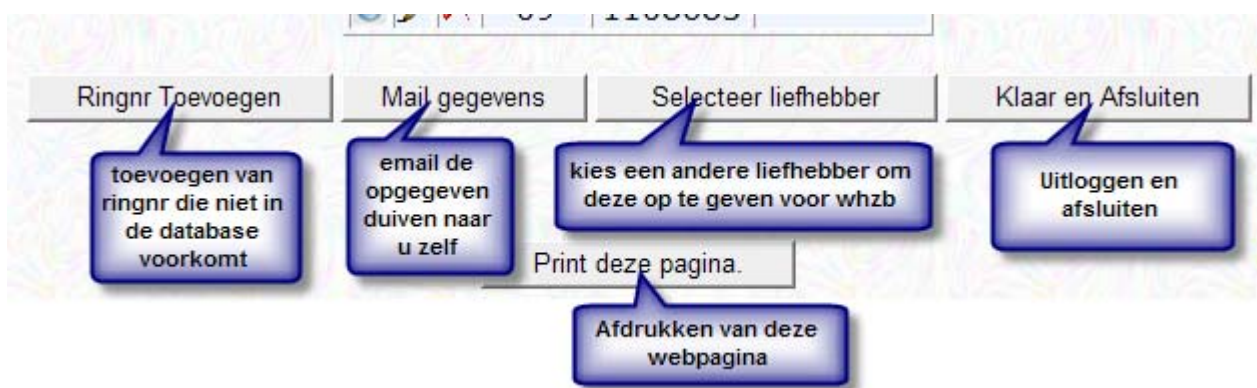 Ringnr Toevoegen
Mail gegevens
Selecteer liefhebber
Klaar en Afsluiten
toevoegen van
ringnr die niet in
de database
voorkomt
email de
opgegeven
duiven naar
u zelf
kies een andere liefhebber om
deze op te geven voor whzb
Uitloggen en
afsluiten
Print deze pagina.
Afdrukken van deze
webpagina